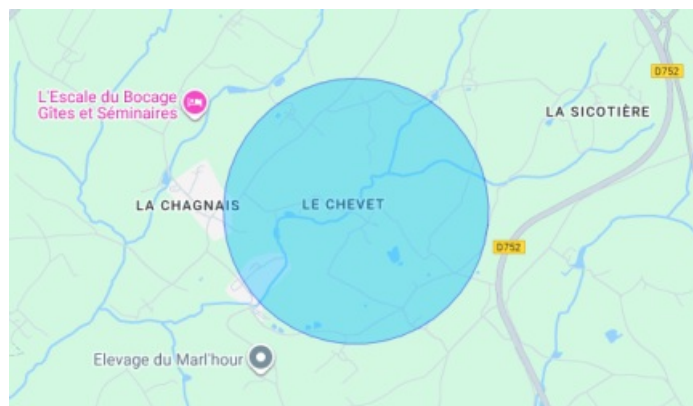 D752
L'Escale du Bocage
Gîtes et Séminaires
LA SICOTIÈRE
LA CHAGNAIS
LE CHEVET
D752
Elevage du Marl'hour